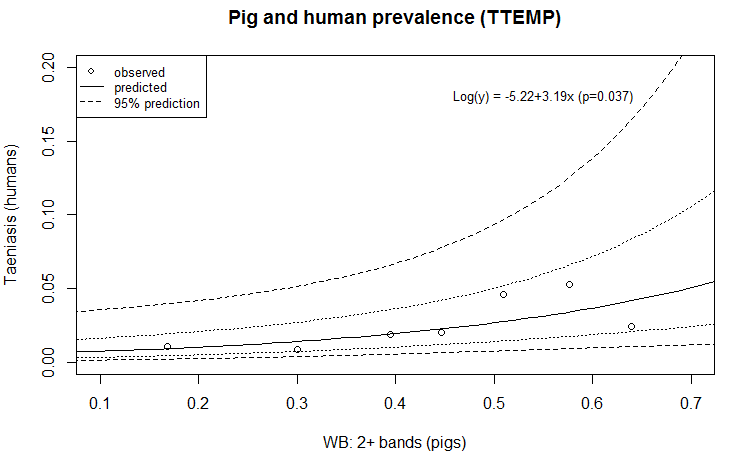 Pig and human prevalence (TTEMP)
observed
predicted
95% prediction
Log(y) = -5.22+3.19x (p=0.037)
Taeniasis (humans)
0.20
0.15
0.10
0.05
0.00
0.1 0.2 0.3 0.4 0.5 0.6 0.7
WB: 2+ bands (pigs)